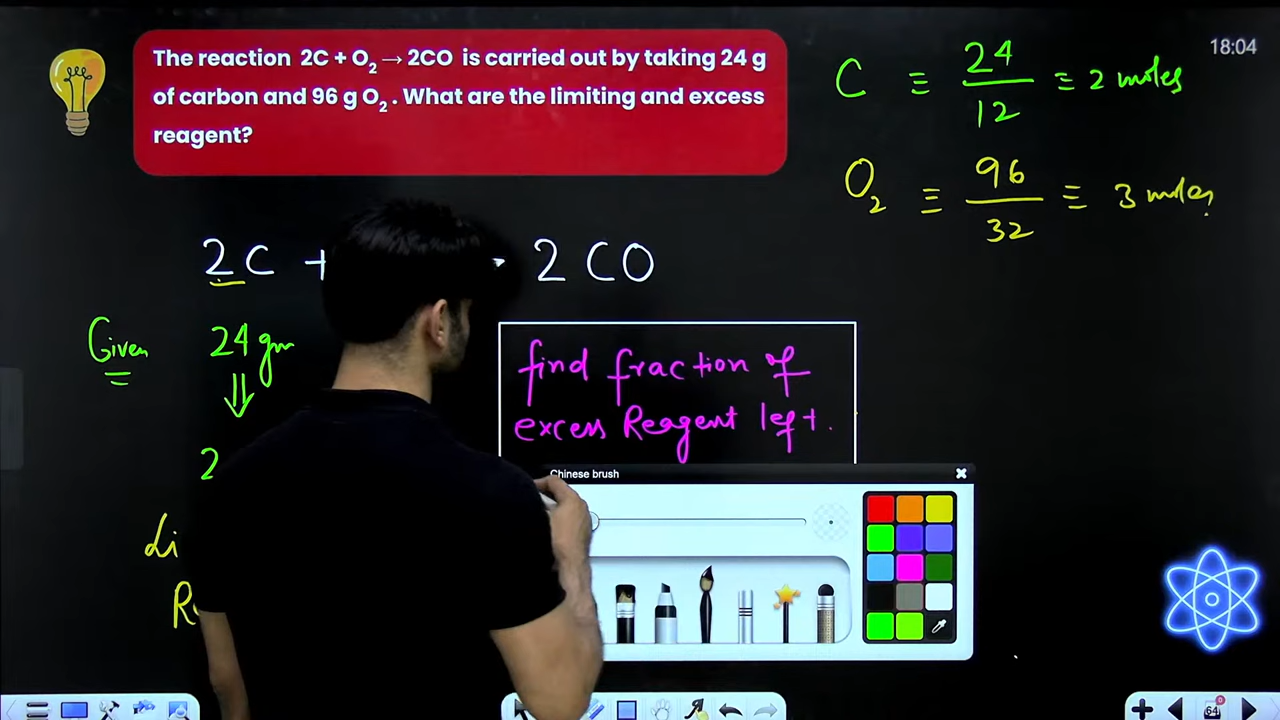 The reaction 2C + O₂ → 2CO is carried out by taking 24 g
of carbon and 96 g O₂. What are the limiting and excess
reagent?
18:04
C ≡ 24/12 ≡ 2 moles
O₂ ≡ 96/32 ≡ 3 moles
2C + 2CO
Given 24 gm
⇓
2
find fraction of
excess Reagent left.
Chinese brush
64